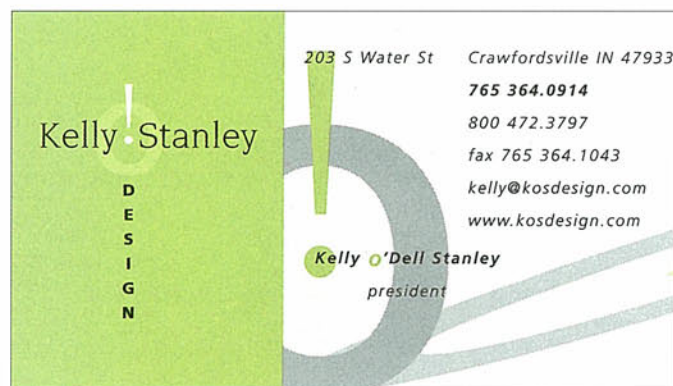 Kelly ! Stanley
DESIGN
203 S Water St
Crawfordsville IN 47933
765 364.0914
800 472.3797
fax 765 364.1043
kelly@kosdesign.com
www.kosdesign.com
Kelly o'Dell Stanley
president